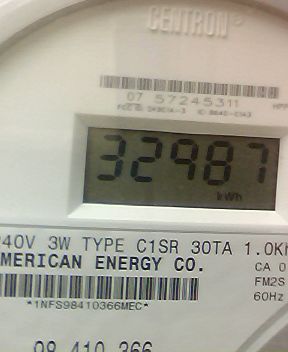 CENTRON®
07 57245311
32987
kWh
240V 3W TYPE C1SR 30TA 1.0Kh
AMERICAN ENERGY CO. CA 0
FM2S
60Hz
*1NFS98410366MEC*
98 410 366